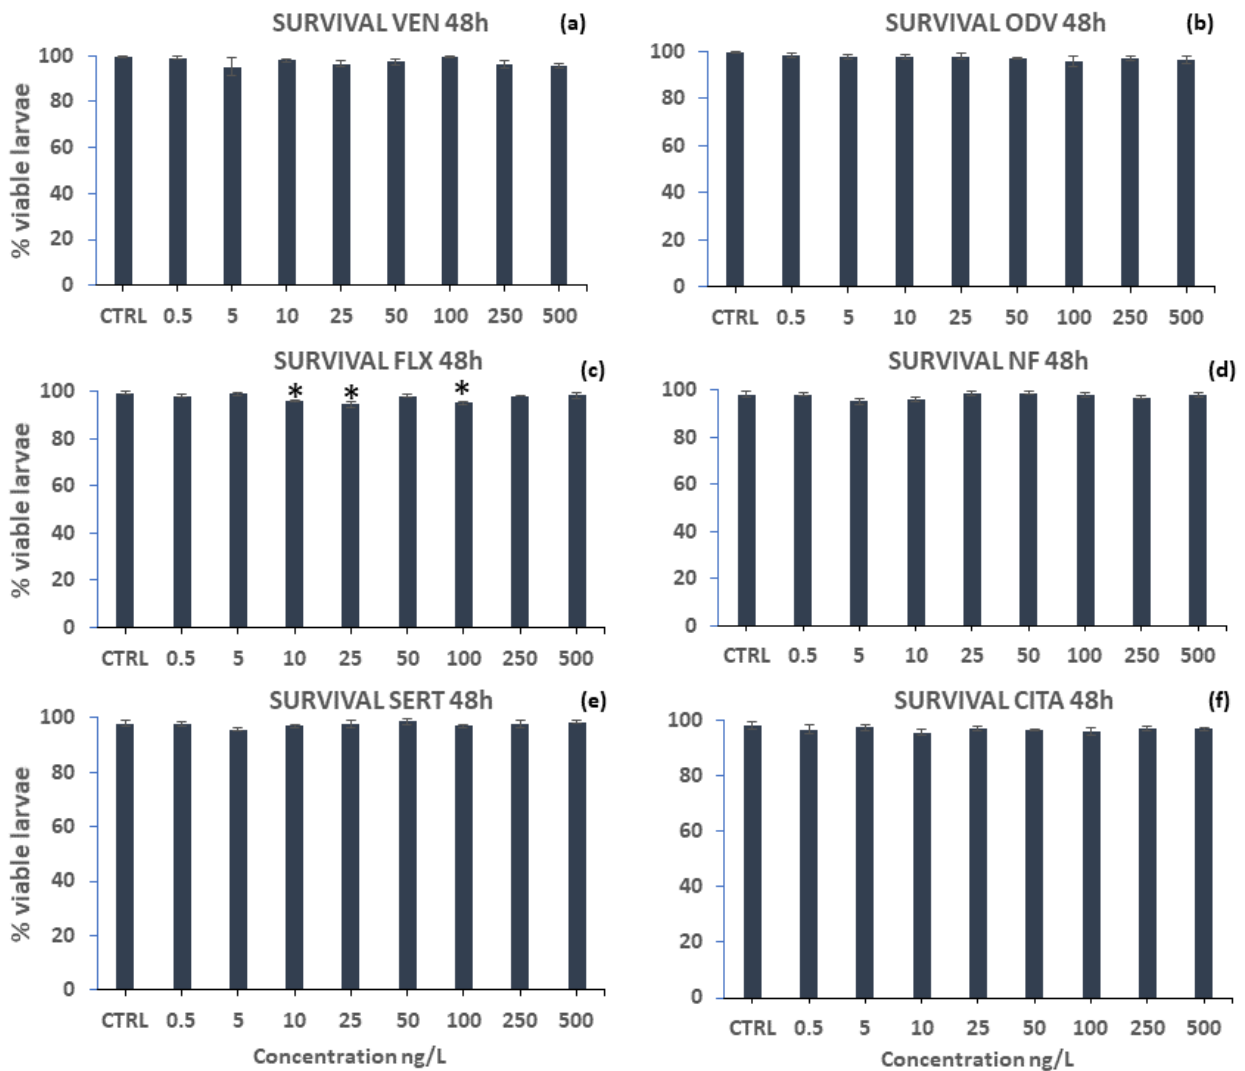 SURVIVAL VEN 48h (a)
% viable larvae
100
80
60
40
20
0
CTRL 0.5 5 10 25 50 100 250 500
SURVIVAL ODV 48h (b)
100
80
60
40
20
0
CTRL 0.5 5 10 25 50 100 250 500
SURVIVAL FLX 48h (c)
% viable larvae
100
80
60
40
20
0
* * *
CTRL 0.5 5 10 25 50 100 250 500
SURVIVAL NF 48h (d)
100
80
60
40
20
0
CTRL 0.5 5 10 25 50 100 250 500
SURVIVAL SERT 48h (e)
% viable larvae
100
80
60
40
20
0
CTRL 0.5 5 10 25 50 100 250 500
Concentration ng/L
SURVIVAL CITA 48h (f)
100
80
60
40
20
0
CTRL 0.5 5 10 25 50 100 250 500
Concentration ng/L